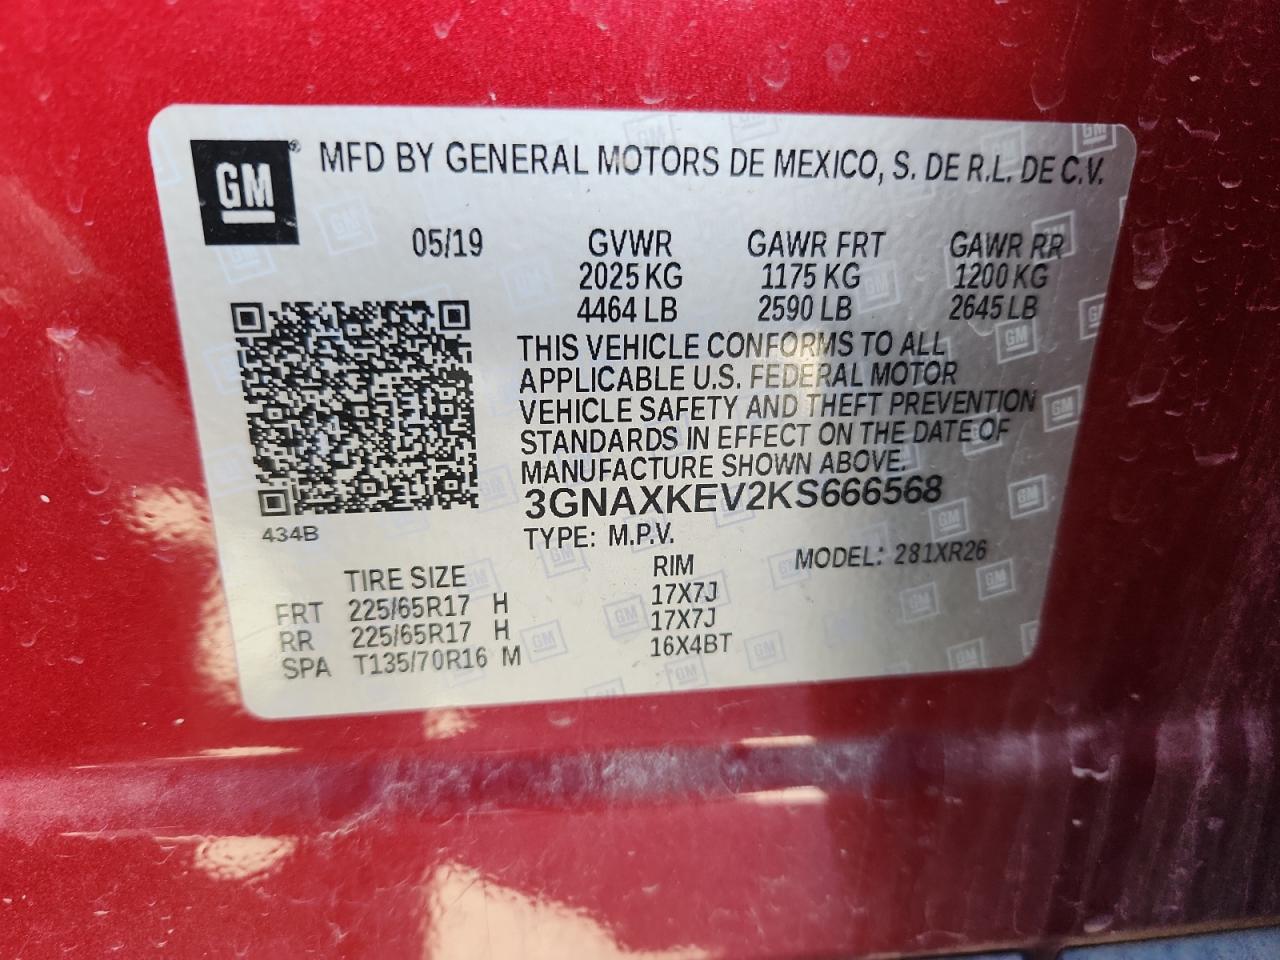 GM® MFD BY GENERAL MOTORS DE MEXICO, S. DE R.L. DE C.V.
05/19 GVWR GAWR FRT GAWR RR
2025 KG 1175 KG 1200 KG
4464 LB 2590 LB 2645 LB
THIS VEHICLE CONFORMS TO ALL
APPLICABLE U.S. FEDERAL MOTOR
VEHICLE SAFETY AND THEFT PREVENTION
STANDARDS IN EFFECT ON THE DATE OF
MANUFACTURE SHOWN ABOVE.
3GNAXKEV2KS666568
434B
TYPE: M.P.V. MODEL: 281XR26
TIRE SIZE RIM
FRT 225/65R17 H 17X7J
RR 225/65R17 H 17X7J
SPA T135/70R16 M 16X4BT